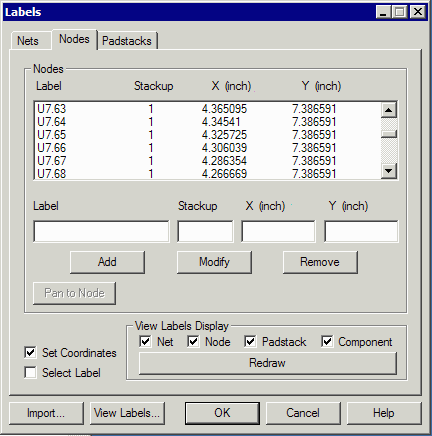 Labels
Nets Nodes Padstacks
Nodes
Label Stackup X (inch) Y (inch)
U7.63 1 4.365095 7.386591
U7.64 1 4.34541 7.386591
U7.65 1 4.325725 7.386591
U7.66 1 4.306039 7.386591
U7.67 1 4.286354 7.386591
U7.68 1 4.266669 7.386591
Label Stackup X (inch) Y (inch)
Add Modify Remove
Pan to Node
View Labels Display
Set Coordinates
Select Label
Net Node Padstack Component
Redraw
Import... View Labels... OK Cancel Help